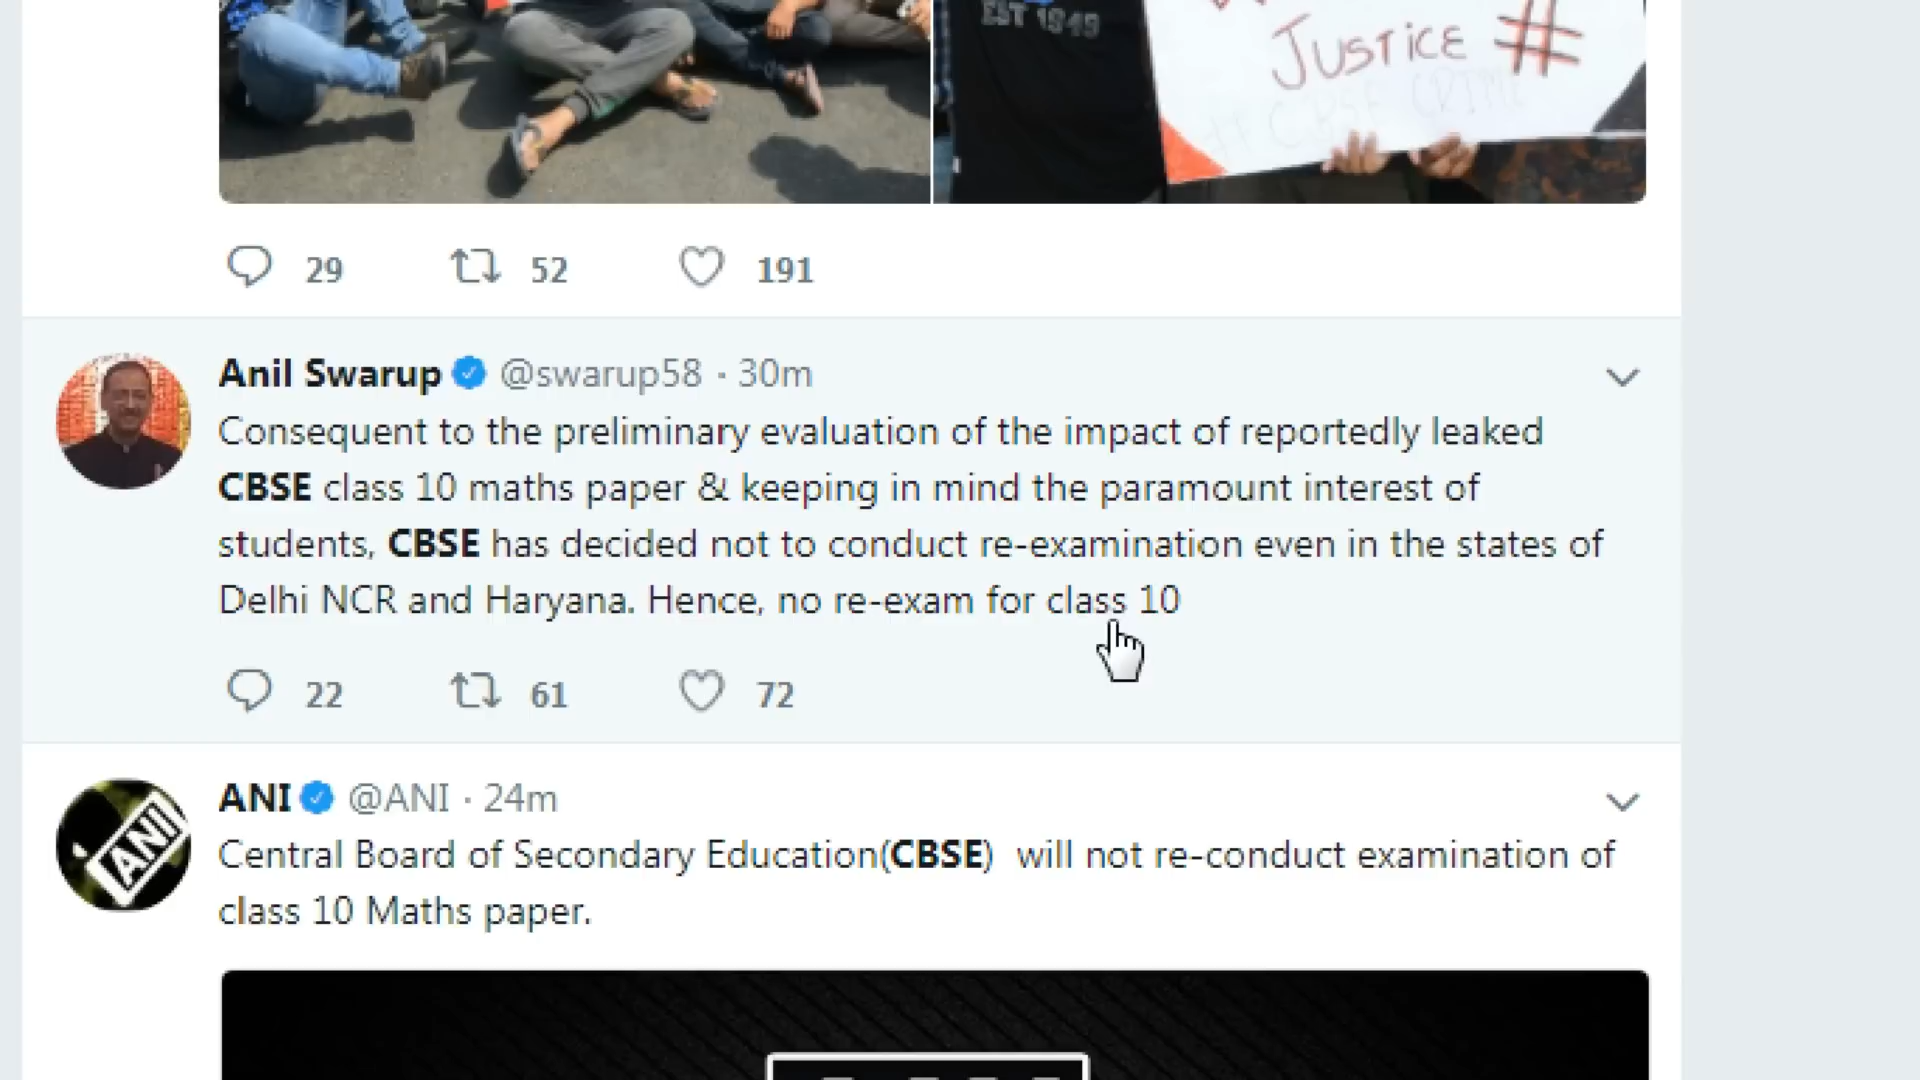 EST 1949
JUSTICE #
# CBSE CRIME
29 52 191
Anil Swarup @swarup58 · 30m
Consequent to the preliminary evaluation of the impact of reportedly leaked
CBSE class 10 maths paper & keeping in mind the paramount interest of
students, CBSE has decided not to conduct re-examination even in the states of
Delhi NCR and Haryana. Hence, no re-exam for class 10
22 61 72
ANI @ANI · 24m
ANI
Central Board of Secondary Education(CBSE) will not re-conduct examination of
class 10 Maths paper.